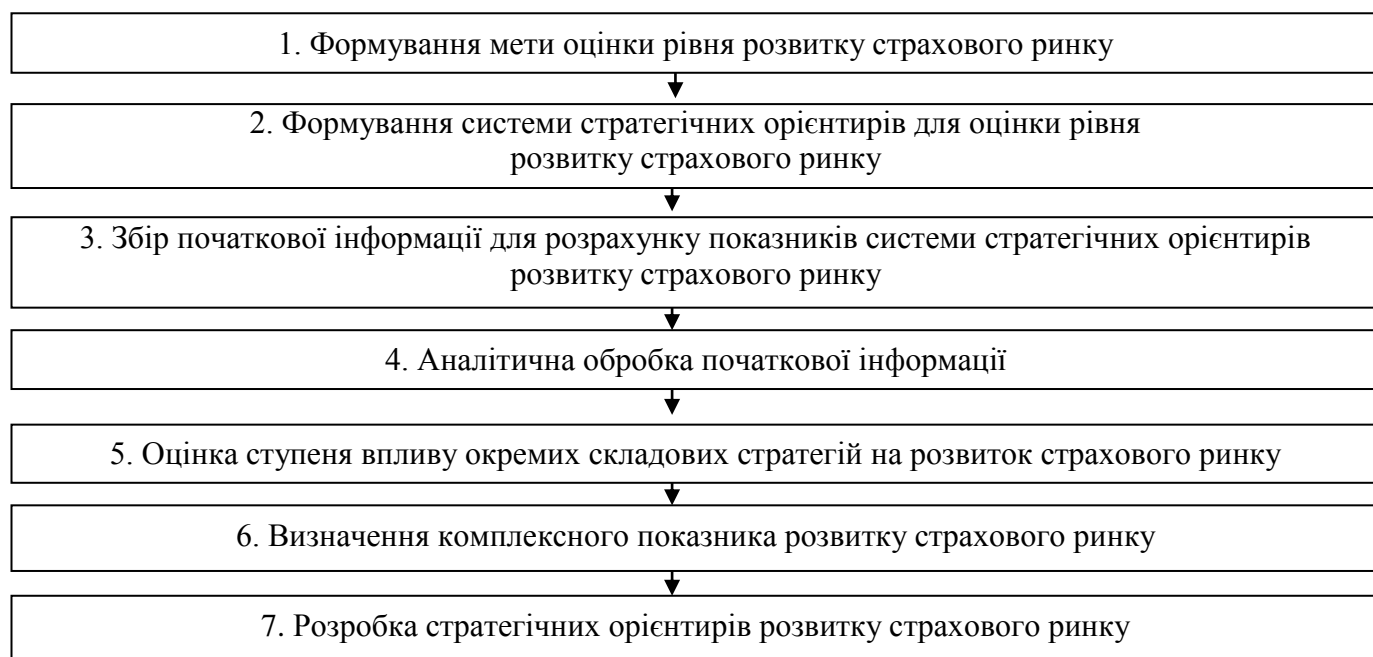 1. Формування мети оцінки рівня розвитку страхового ринку
2. Формування системи стратегічних орієнтирів для оцінки рівня
розвитку страхового ринку
3. Збір початкової інформації для розрахунку показників системи стратегічних орієнтирів
розвитку страхового ринку
4. Аналітична обробка початкової інформації
5. Оцінка ступеня впливу окремих складових стратегій на розвиток страхового ринку
6. Визначення комплексного показника розвитку страхового ринку
7. Розробка стратегічних орієнтирів розвитку страхового ринку